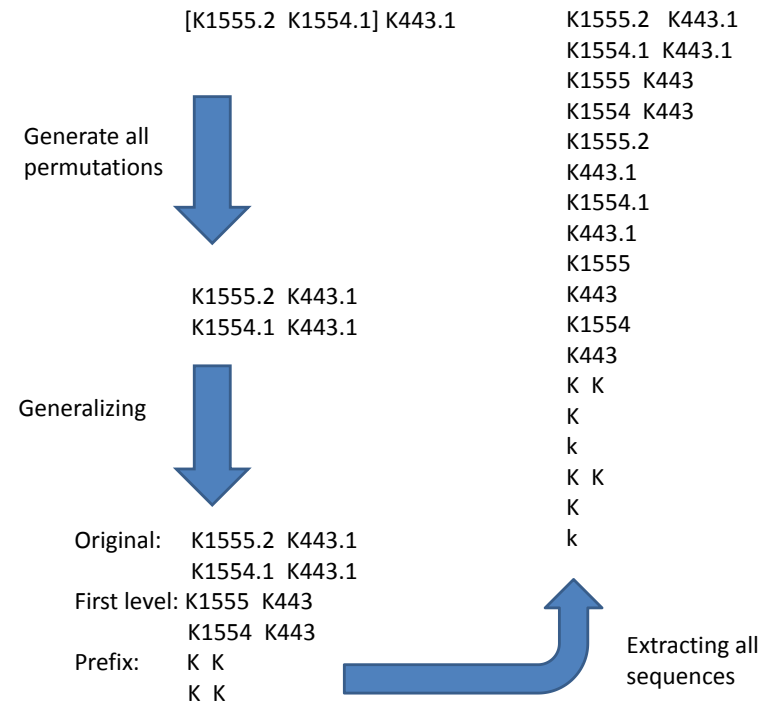 [K1555.2 K1554.1] K443.1
Generate all
permutations
K1555.2 K443.1
K1554.1 K443.1
Generalizing
Original: K1555.2 K443.1
K1554.1 K443.1
First level: K1555 K443
K1554 K443
Prefix: K K
K K
Extracting all
sequences
K1555.2 K443.1
K1554.1 K443.1
K1555 K443
K1554 K443
K1555.2
K443.1
K1554.1
K443.1
K1555
K443
K1554
K443
K K
K
k
K K
K
k